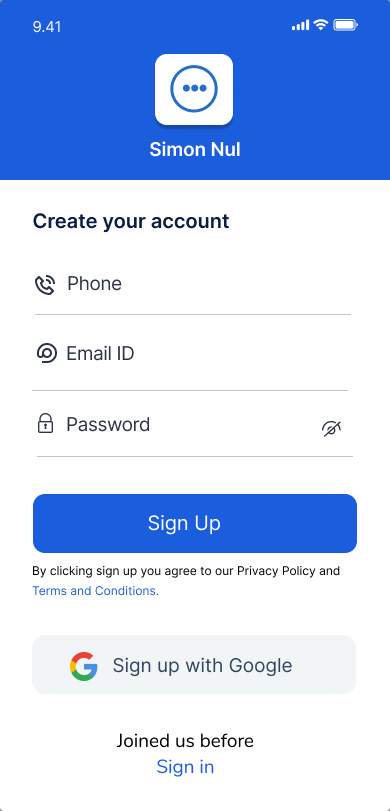 9.41
Simon Nul
Create your account
Phone
Email ID
Password
Sign Up
By clicking sign up you agree to our Privacy Policy and
Terms and Conditions.
Sign up with Google
Joined us before
Sign in